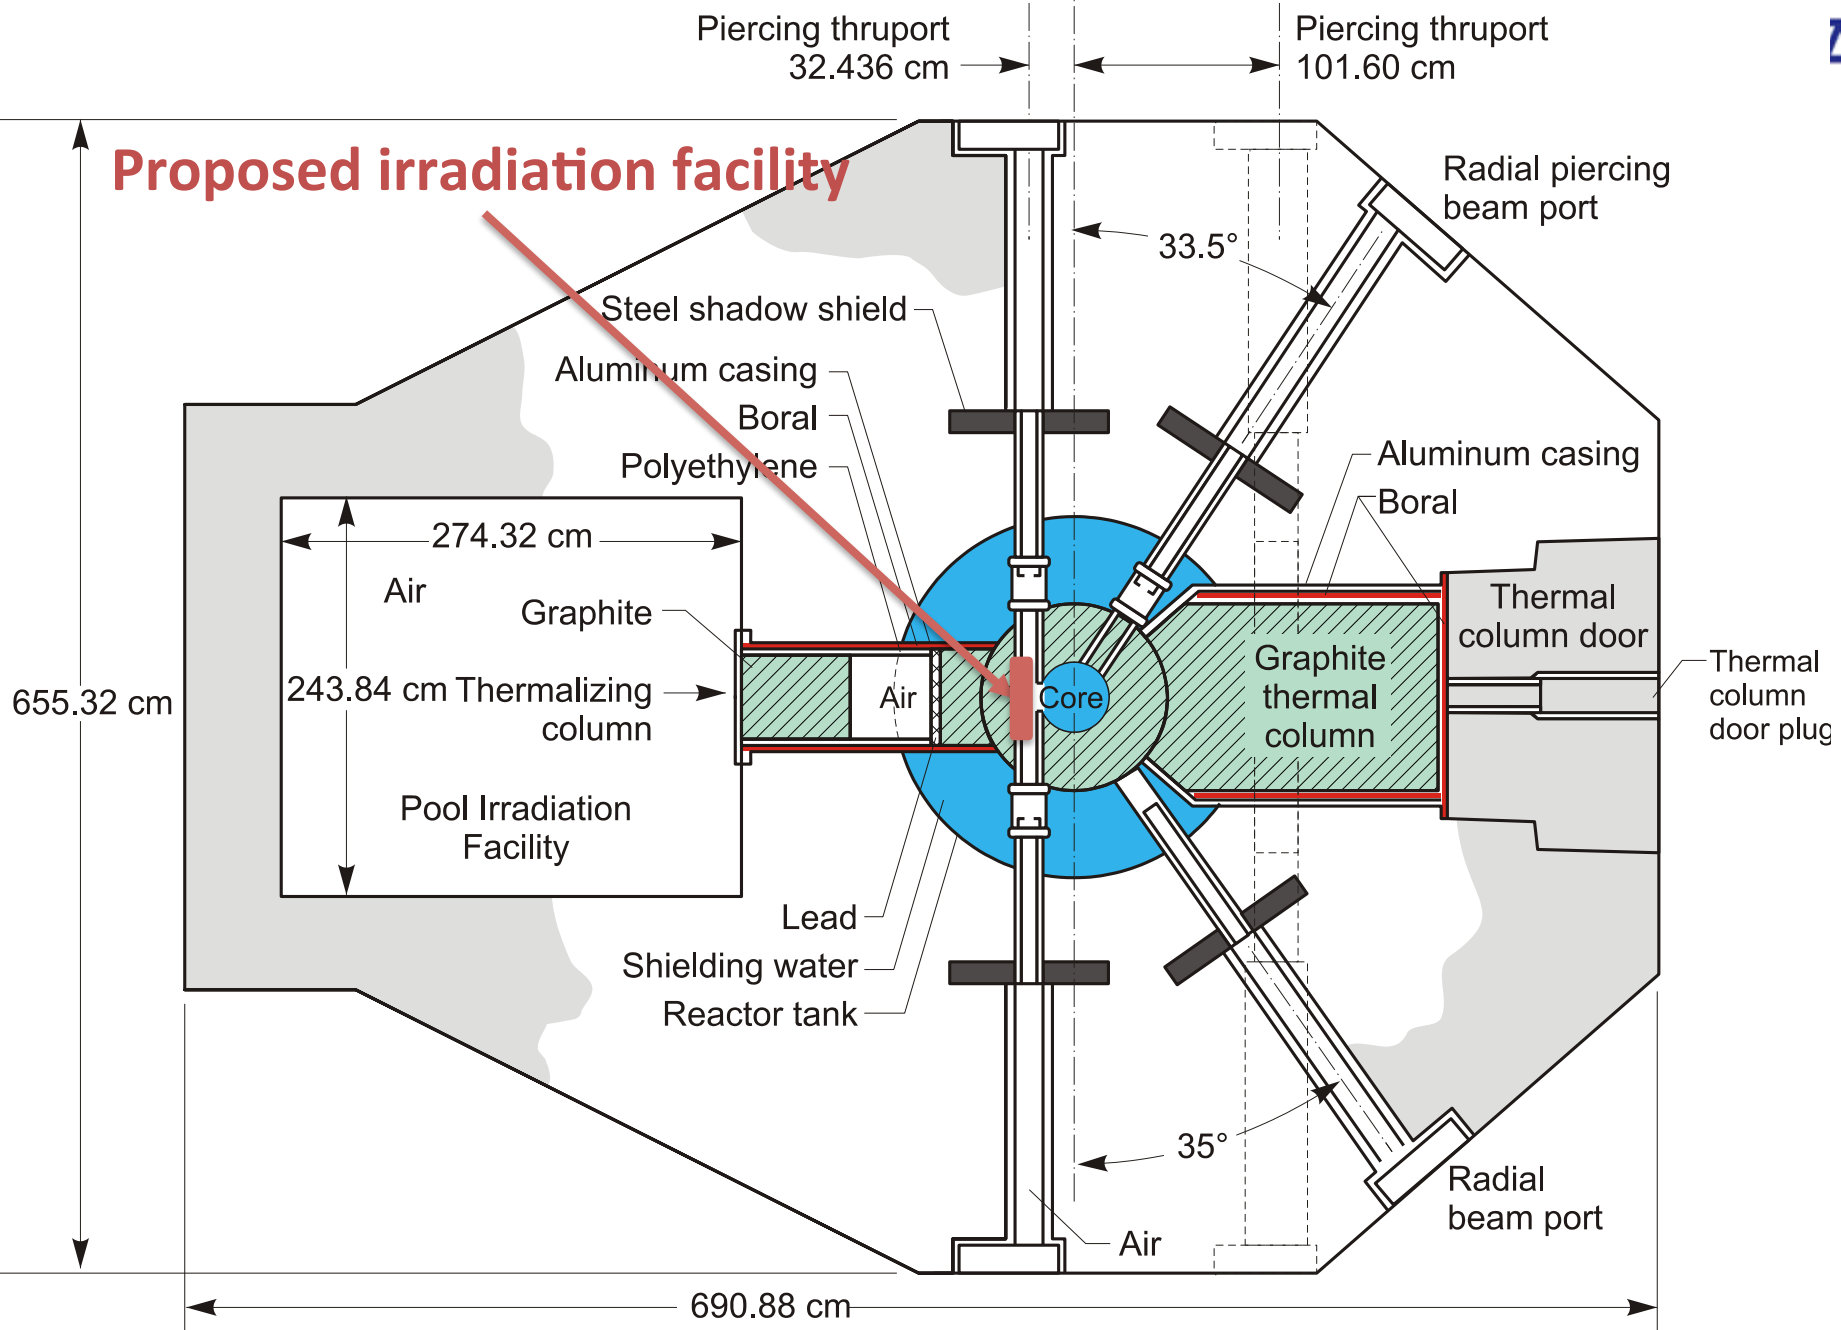 Piercing thruport
32.436 cm
Piercing thruport
101.60 cm
Proposed irradiation facility
Radial piercing
beam port
33.5°
Steel shadow shield
Aluminum casing
Boral
Polyethylene
Aluminum casing
Boral
274.32 cm
Air
Graphite
Thermal
column door
Graphite
thermal
column
Thermal
column
door plug
655.32 cm
243.84 cm
Thermalizing
column
Air
Core
Pool Irradiation
Facility
Lead
Shielding water
Reactor tank
35°
Radial
beam port
Air
690.88 cm